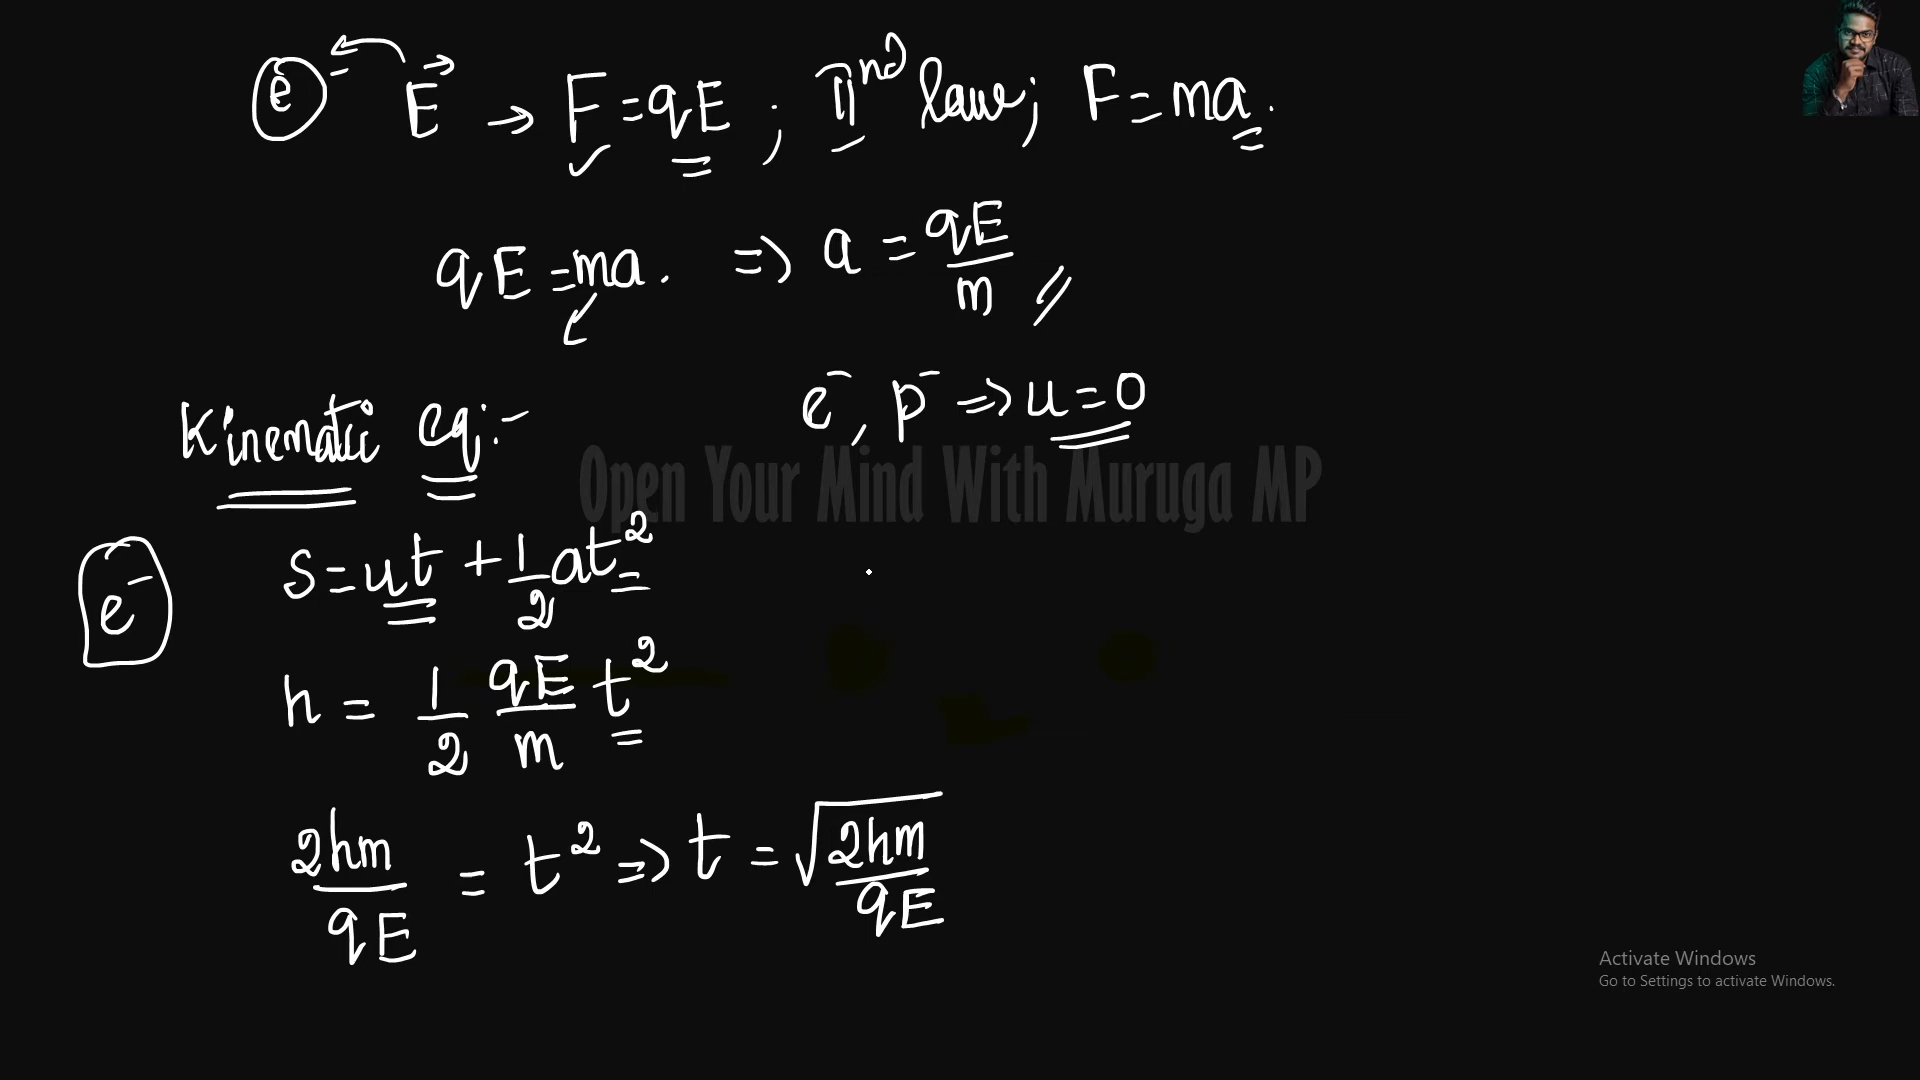 e⁻ E⃗ → F = qE ; IInd law; F = ma.
qE = ma. ⇒ a = qE/m //
e⁻, p⁻ ⇒ u = 0
Kinematic eq:-
Open Your Mind With Muruga MP
e⁻ s = ut + 1/2 at²
h = 1/2 qE/m t²
2hm/qE = t² ⇒ t = √(2hm/qE)
Activate Windows
Go to Settings to activate Windows.